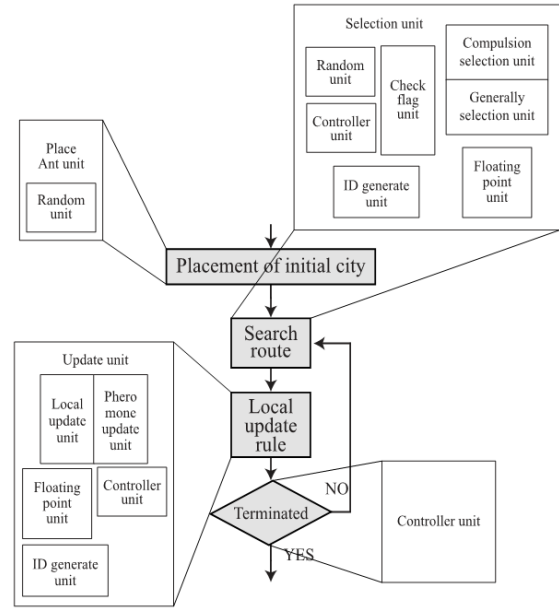 Selection unit
Random
unit
Controller
unit
Check
flag
unit
Compulsion
selection unit
Generally
selection unit
ID generate
unit
Floating
point
unit
Place
Ant unit
Random
unit
Placement of initial city
Search
route
Local
update
rule
Terminated
NO
YES
Update unit
Local
update
unit
Phero
mone
update
unit
Floating
point
unit
Controller
unit
ID generate
unit
Controller unit